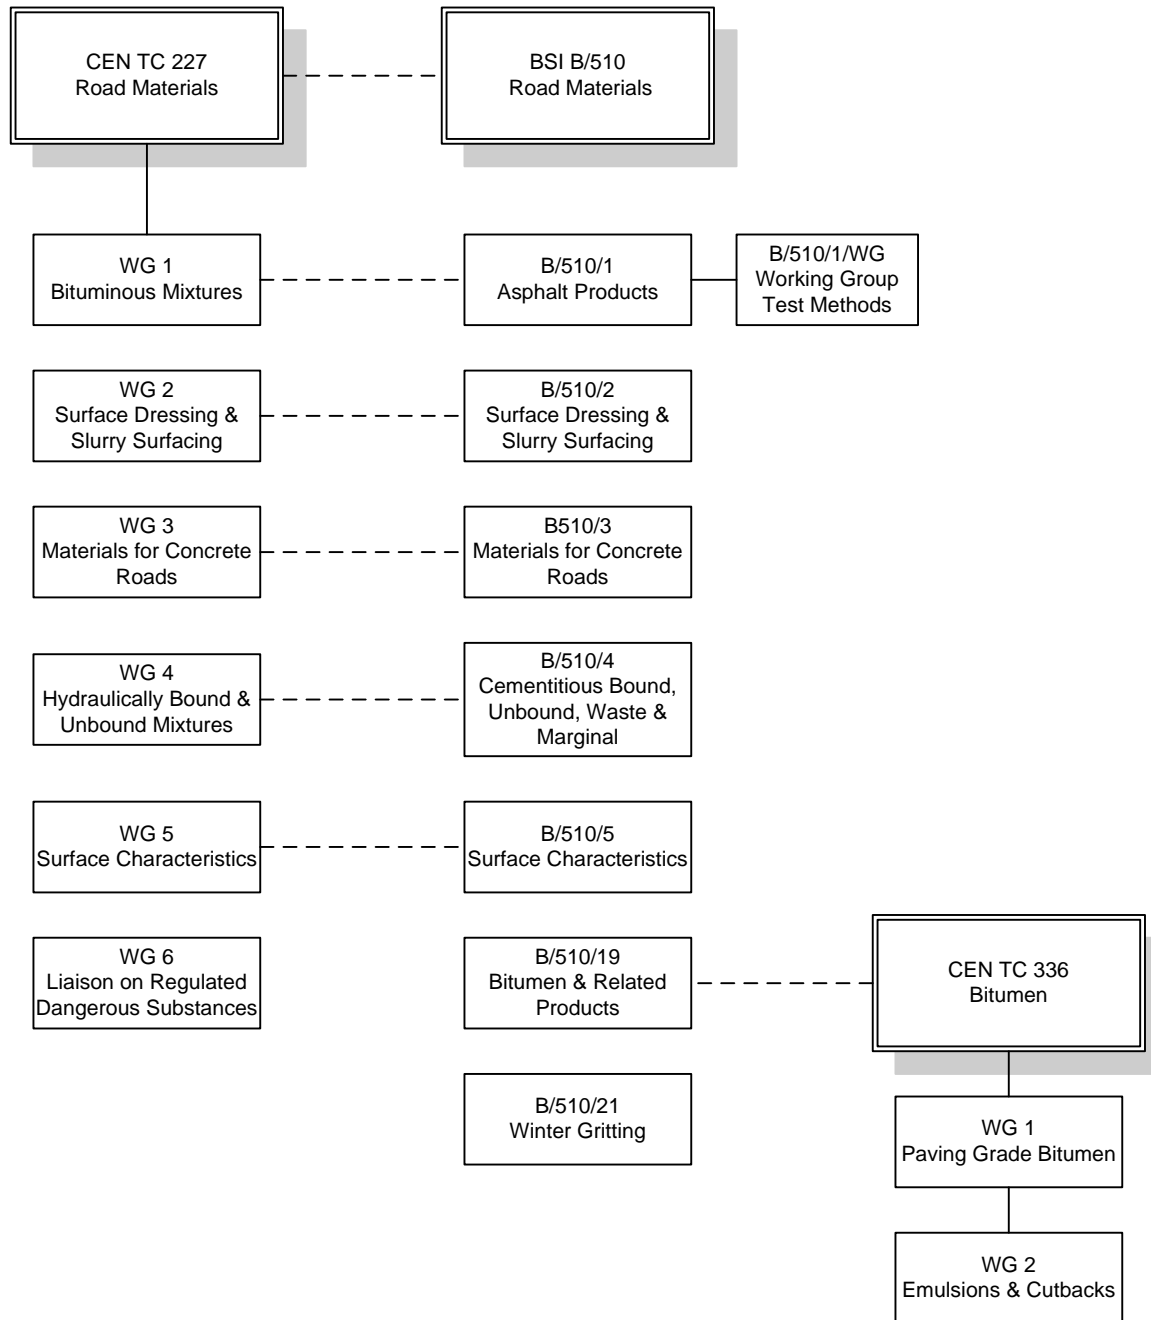 CEN TC 227
Road Materials
BSI B/510
Road Materials
WG 1
Bituminous Mixtures
B/510/1
Asphalt Products
B/510/1/WG
Working Group
Test Methods
WG 2
Surface Dressing &
Slurry Surfacing
B/510/2
Surface Dressing &
Slurry Surfacing
WG 3
Materials for Concrete
Roads
B510/3
Materials for Concrete
Roads
WG 4
Hydraulically Bound &
Unbound Mixtures
B/510/4
Cementitious Bound,
Unbound, Waste &
Marginal
WG 5
Surface Characteristics
B/510/5
Surface Characteristics
WG 6
Liaison on Regulated
Dangerous Substances
B/510/19
Bitumen & Related
Products
CEN TC 336
Bitumen
B/510/21
Winter Gritting
WG 1
Paving Grade Bitumen
WG 2
Emulsions & Cutbacks